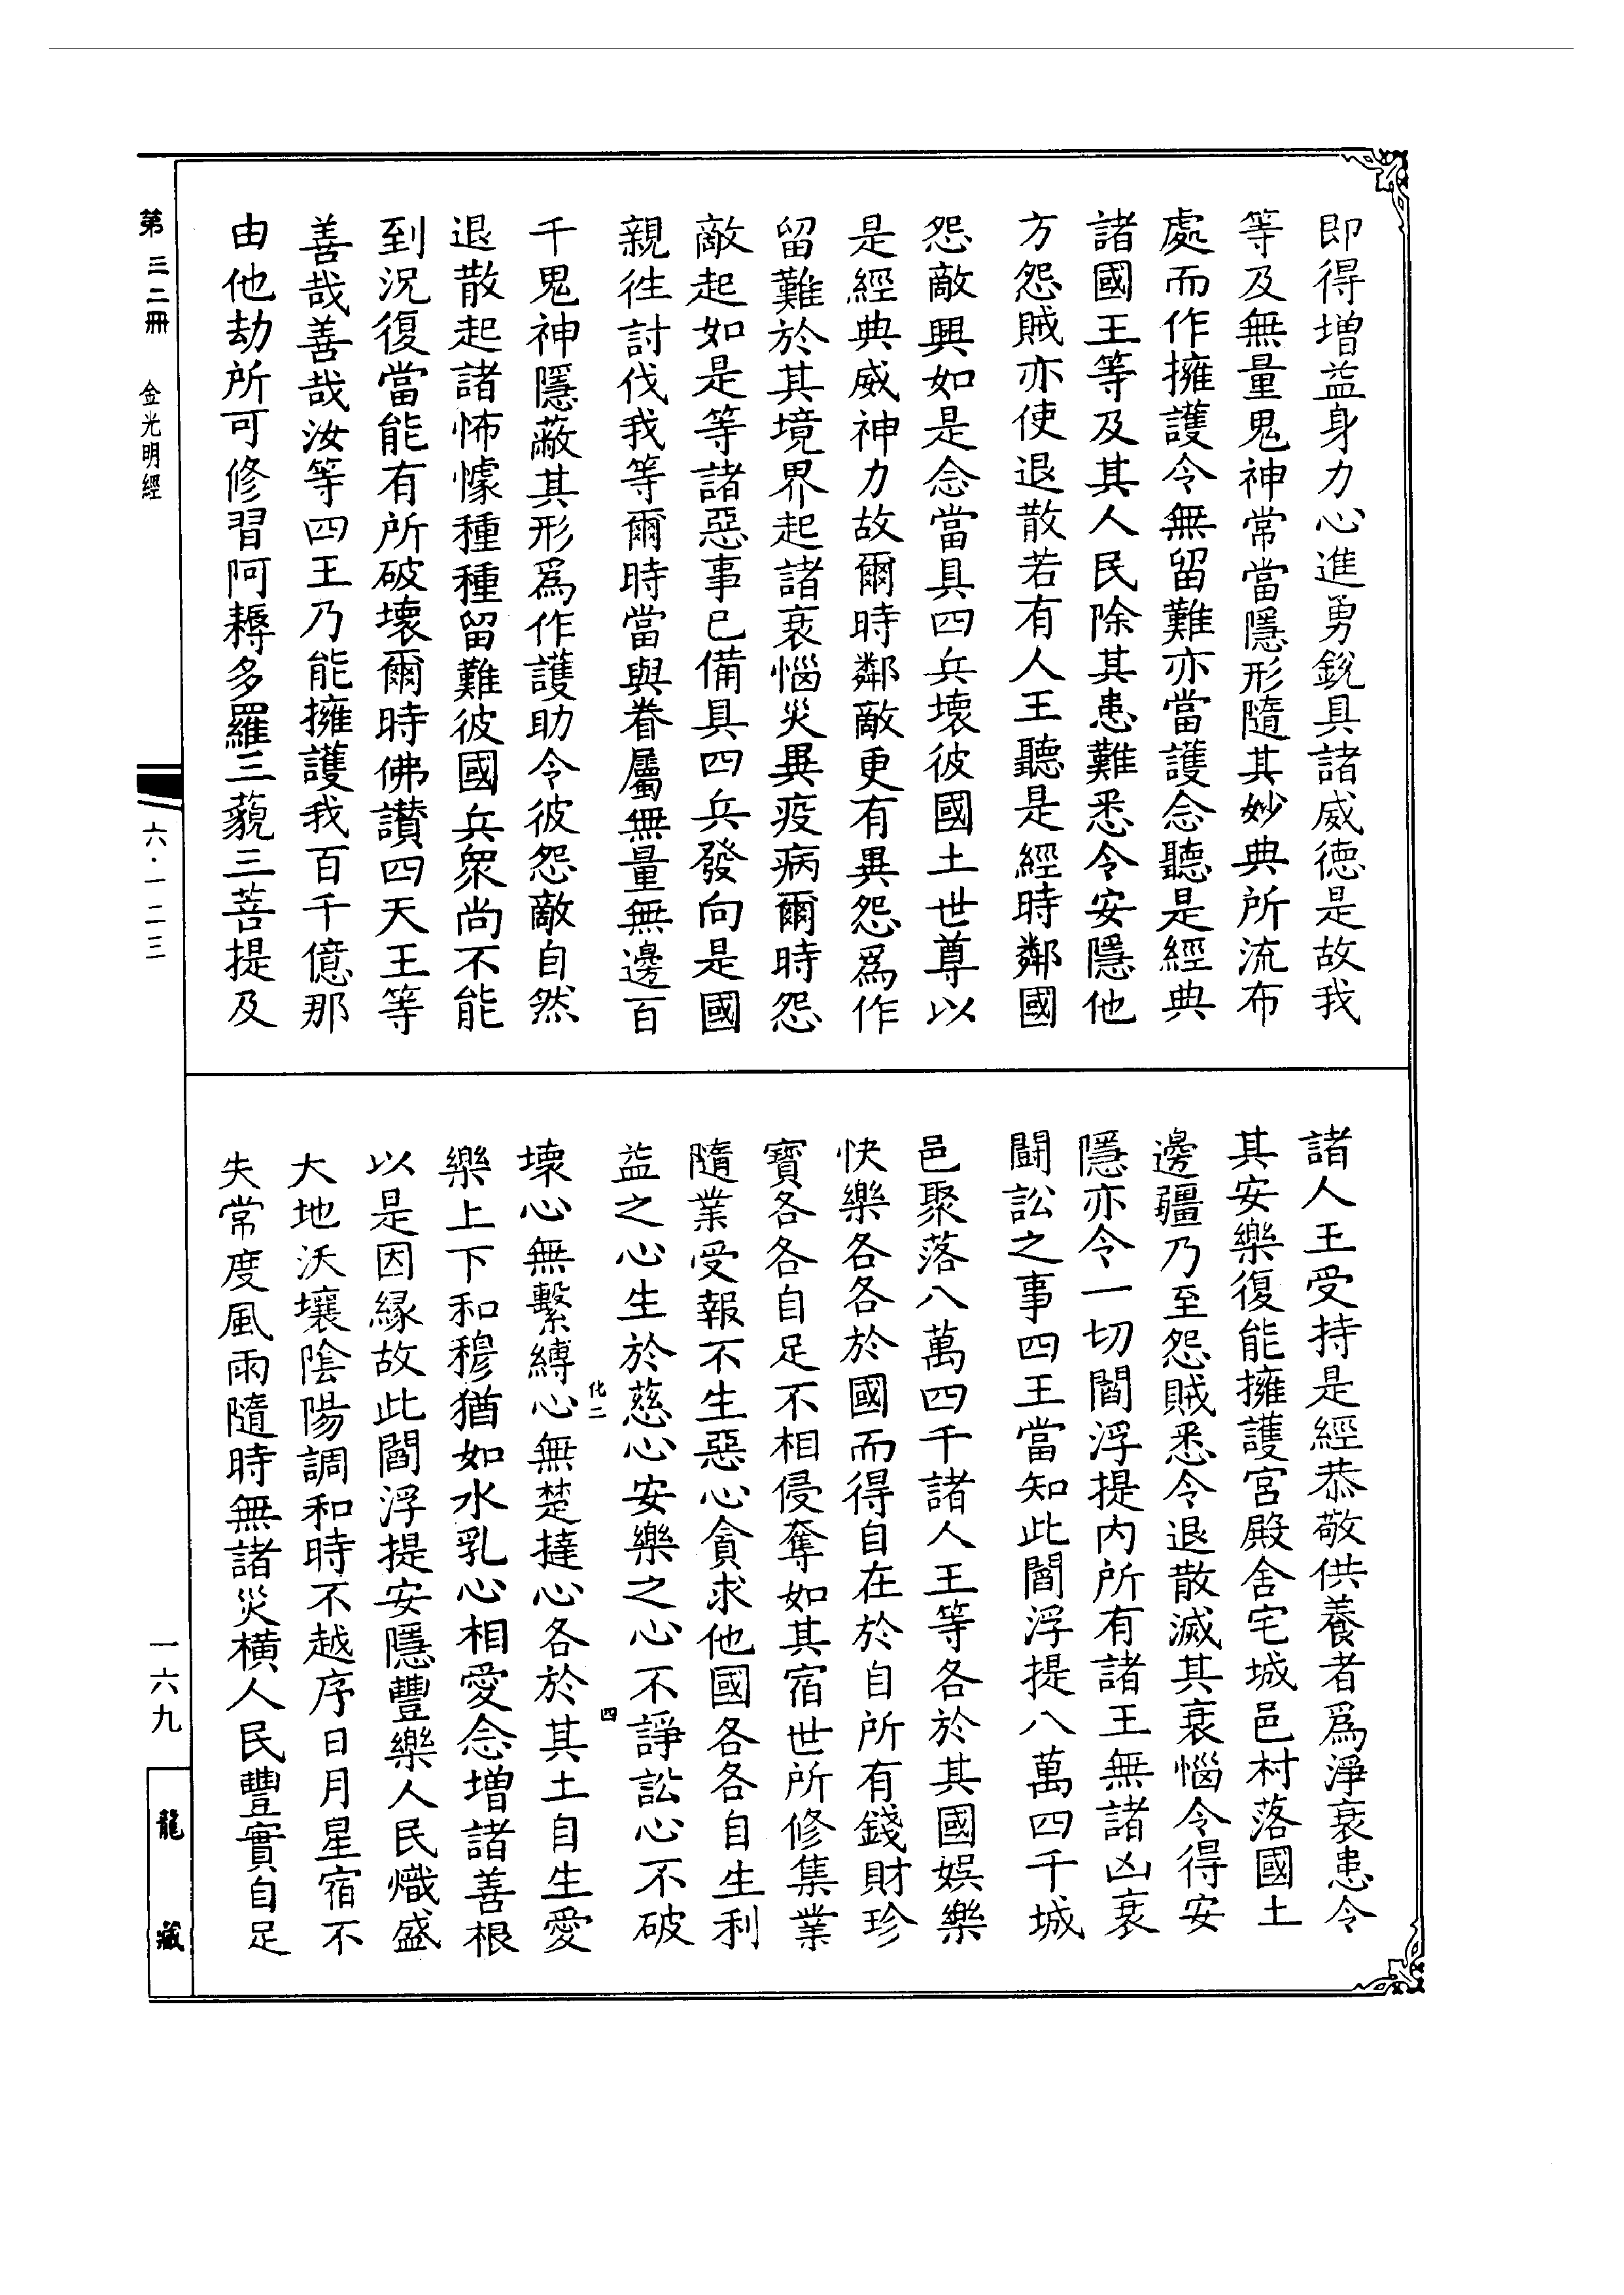 即得增益身力心進勇銳具諸威德是故我
等及無量鬼神常當隱形隨其妙典所流布
處而作擁護令無留難亦當護念聽是經典
諸國王等及其人民除其患難悉令安隱他
方怨賊亦使退散若有人王聽是經時鄰國
怨敵興如是念當具四兵壞彼國土世尊以
是經典威神力故爾時鄰敵更有異怨為作
留難於其境界起諸衰惱災異疫病爾時怨
敵起如是等諸惡事已備具四兵發向是國
親往討伐我等爾時當與眷屬無量無邊百
千鬼神隱蔽其形為作護助令彼怨敵自然
退散起諸怖懅種種留難彼國兵眾尚不能
到況復當能有所破壞爾時佛讚四天王等
善哉善哉汝等四王乃能擁護我百千億那
由他劫所可修習阿耨多羅三藐三菩提及
諸人王受持是經恭敬供養者為淨衰患令
其安樂復能擁護宮殿舍宅城邑村落國土
邊疆乃至怨賊悉令退散滅其衰惱令得安
隱亦令一切閻浮提內所有諸王無諸凶衰
鬪訟之事四王當知此閻浮提八萬四千城
邑聚落八萬四千諸人王等各於其國娛樂
快樂各各於國而得自在於自所有錢財珍
寶各各自足不相侵奪如其宿世所修集業
隨業受報不生惡心貪求他國各各自生利
益之心生於慈心安樂之心不諍訟心不破
化二 四
壞心無繫縛心無楚撻心各於其土自生愛
樂上下和穆猶如水乳心相愛念增諸善根
以是因緣故此閻浮提安隱豐樂人民熾盛
大地沃壤陰陽調和時不越序日月星宿不
失常度風雨隨時無諸災橫人民豐實自足
第三二冊 金光明經
六·一二三
一六九
龍藏